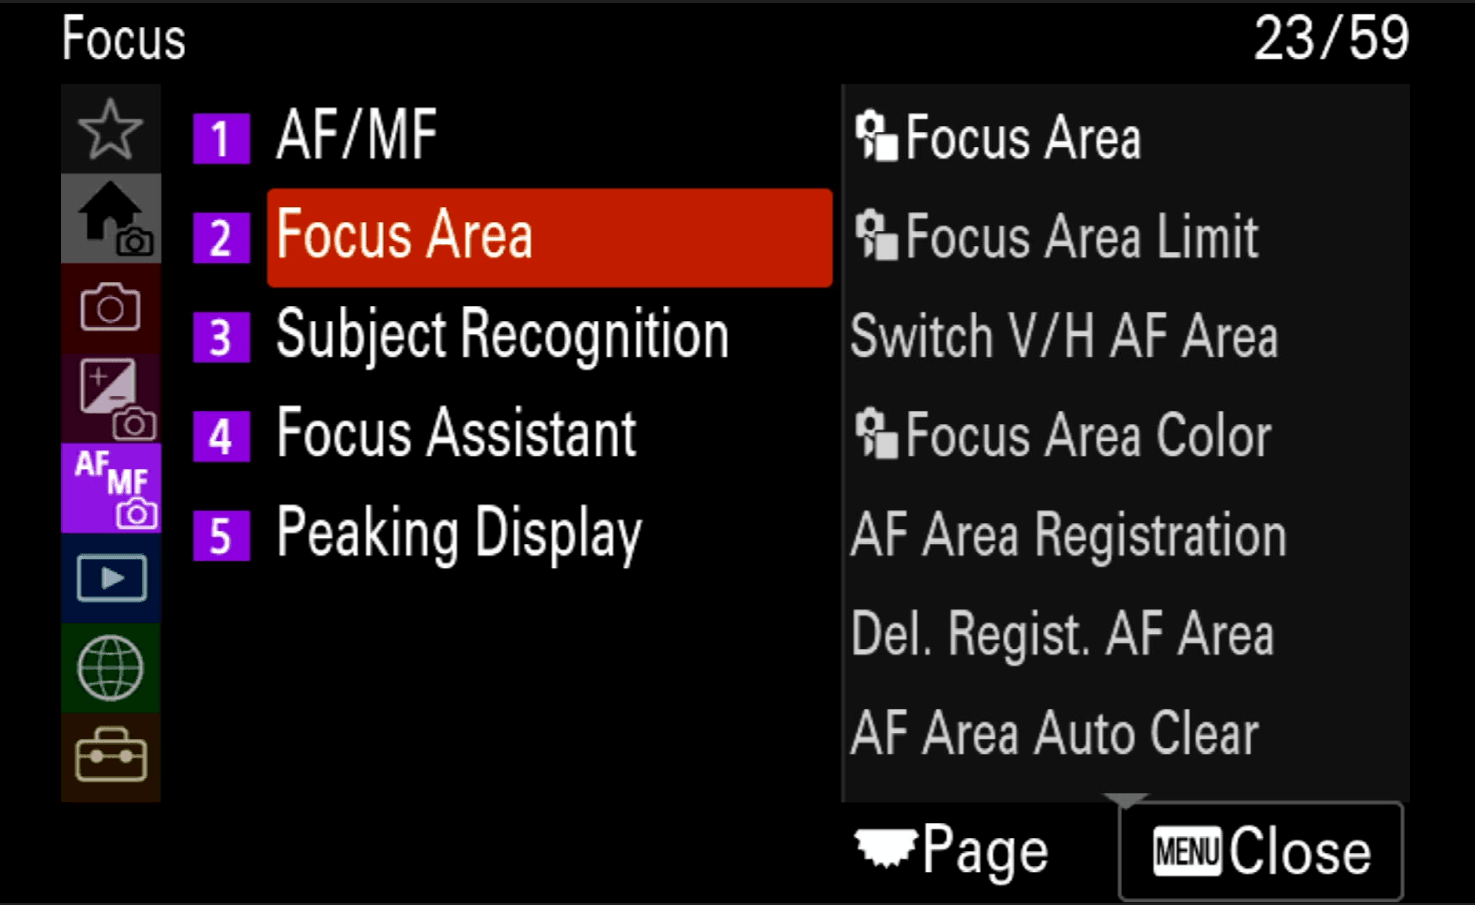 Focus 23/59
1 AF/MF
2 Focus Area
3 Subject Recognition
4 Focus Assistant
5 Peaking Display
AF MF
Focus Area
Focus Area Limit
Switch V/H AF Area
Focus Area Color
AF Area Registration
Del. Regist. AF Area
AF Area Auto Clear
Page MENU Close